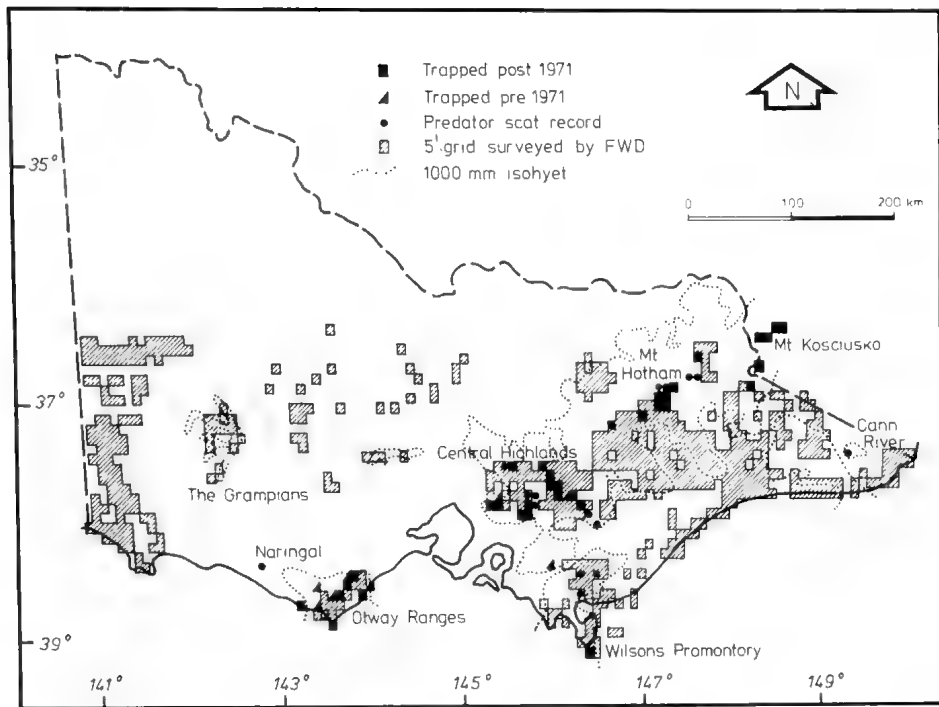 Trapped post 1971
Trapped pre 1971
Predator scat record
5' grid surveyed by FWD
1000 mm isohyet
N
0 100 200 km
35°
37°
39°
Mt Kosciusko
Mt
Hotham
Cann
River
Central Highlands
The Grampians
Naringal
Otway Ranges
Wilsons Promontory
141° 143° 145° 147° 149°